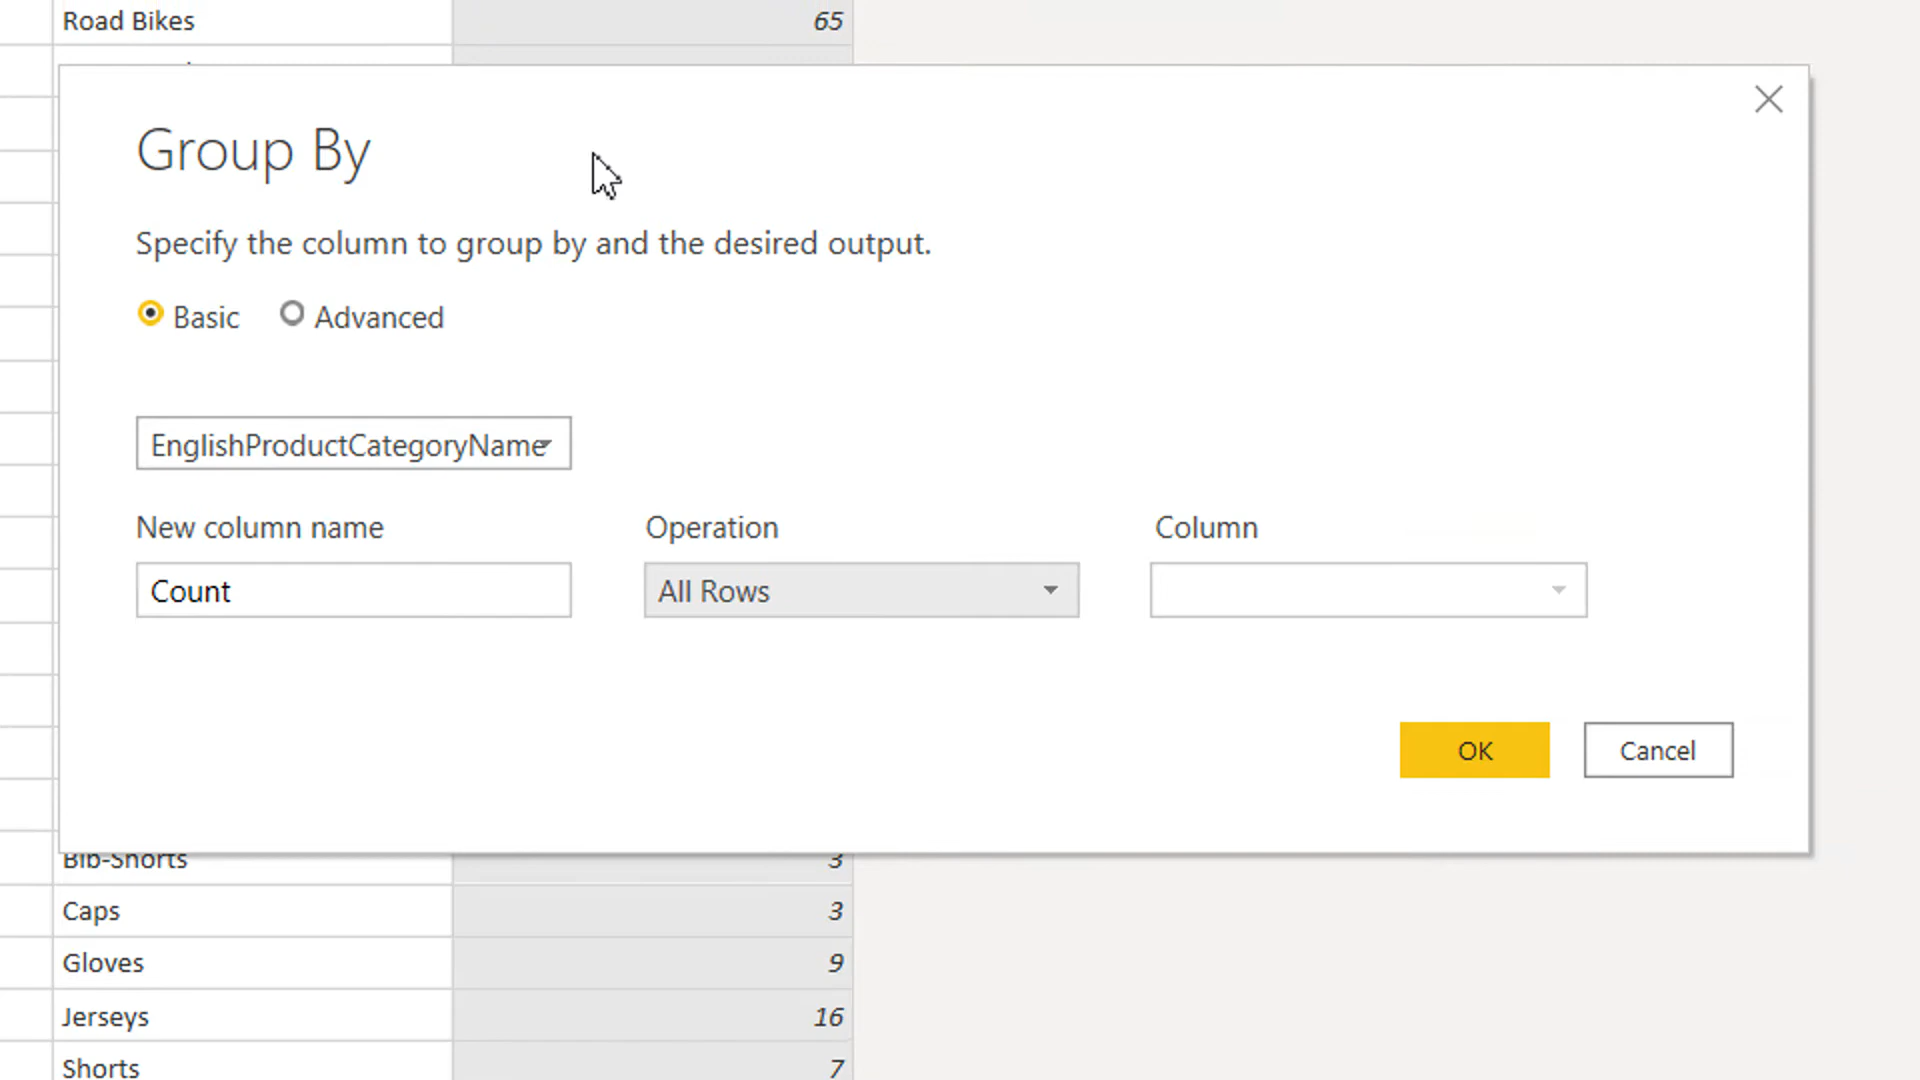 Road Bikes 65
Group By
Specify the column to group by and the desired output.
Basic Advanced
EnglishProductCategoryName
New column name Operation Column
Count All Rows
OK Cancel
Bib-Shorts 3
Caps 3
Gloves 9
Jerseys 16
Shorts 7